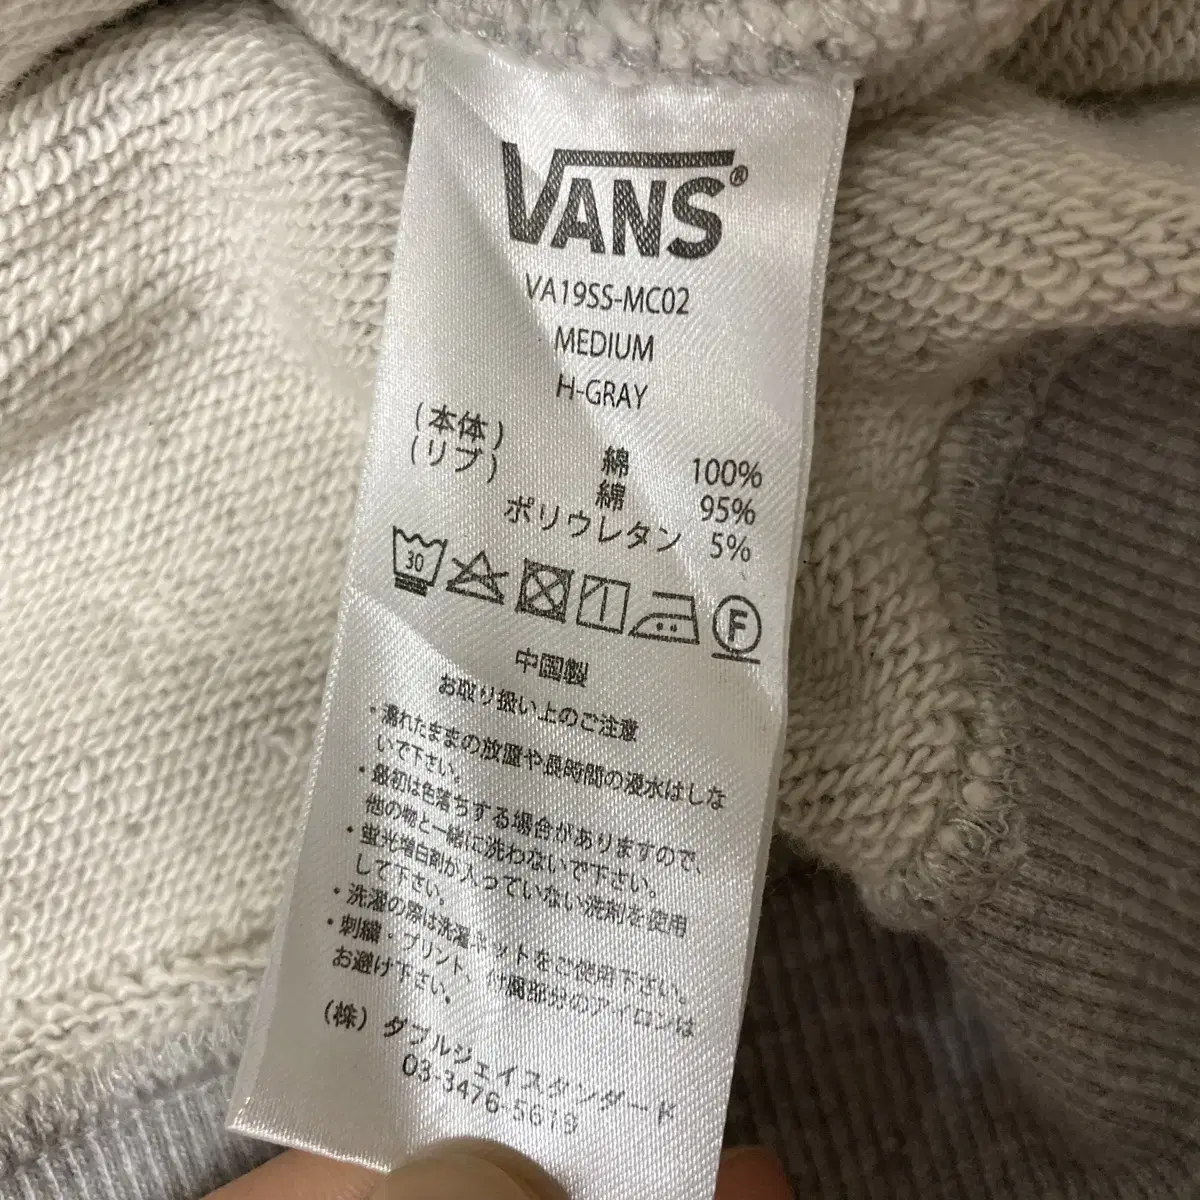 VANS®
VA19SS-MC02
MEDIUM
H-GRAY
(本体) 綿 100%
(リブ) 綿 95%
ポリウレタン 5%
30
F
中国製
お取り扱い上のご注意
・濡れたままの放置や長時間の浸水はしな
いで下さい。
・最初は色落ちする場合がありますので、
他の物と一緒に洗わないで下さい。
・蛍光増白剤が入っていない洗剤を使用
して下さい。
・洗濯の際は洗濯ネットをご使用下さい。
・刺繍・プリント、付属部分のアイロンは
お避け下さい。
(株)ダブルジェイスタンダード
03-3476-5619